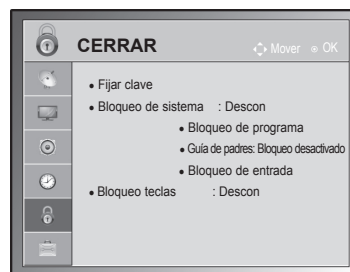 CERRAR
Mover OK
• Fijar clave
• Bloqueo de sistema : Descon
• Bloqueo de programa
• Guía de padres: Bloqueo desactivado
• Bloqueo de entrada
• Bloqueo teclas : Descon